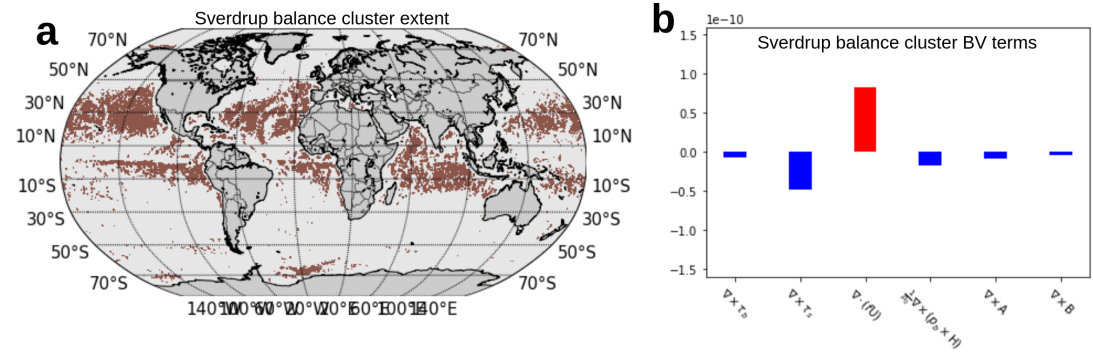 a
Sverdrup balance cluster extent
70°N
70°N
50°N
50°N
30°N
30°N
10°N
10°N
10°S
10°S
30°S
30°S
50°S
50°S
70°S
70°S
b
1e−10
Sverdrup balance cluster BV terms
1.5
1.0
0.5
0.0
−0.5
−1.0
−1.5
∇×τ_b
∇×τ_s
∇·(fU)
∇×A
∇×B